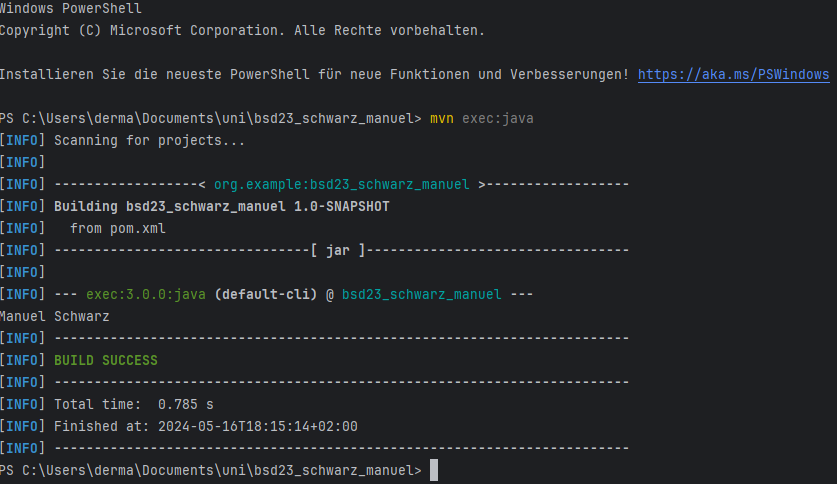 Windows PowerShell
Copyright (C) Microsoft Corporation. Alle Rechte vorbehalten.
Installieren Sie die neueste PowerShell für neue Funktionen und Verbesserungen! https://aka.ms/PSWindows
PS C:\Users\derma\Documents\uni\bsd23_schwarz_manuel> mvn exec:java
[INFO] Scanning for projects...
[INFO]
[INFO] ------------------< org.example:bsd23_schwarz_manuel >------------------
[INFO] Building bsd23_schwarz_manuel 1.0-SNAPSHOT
[INFO]   from pom.xml
[INFO] --------------------------------[ jar ]---------------------------------
[INFO]
[INFO] --- exec:3.0.0:java (default-cli) @ bsd23_schwarz_manuel ---
Manuel Schwarz
[INFO] ------------------------------------------------------------------------
[INFO] BUILD SUCCESS
[INFO] ------------------------------------------------------------------------
[INFO] Total time:  0.785 s
[INFO] Finished at: 2024-05-16T18:15:14+02:00
[INFO] ------------------------------------------------------------------------
PS C:\Users\derma\Documents\uni\bsd23_schwarz_manuel>